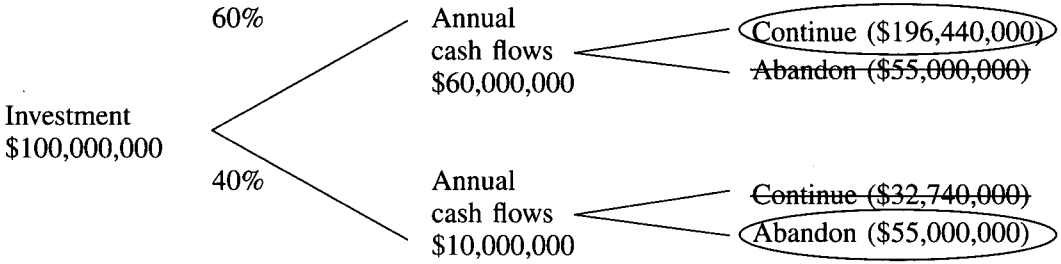 60%
Annual
cash flows
$60,000,000
Continue ($196,440,000)
Abandon ($55,000,000)
Investment
$100,000,000
40%
Annual
cash flows
$10,000,000
Continue ($32,740,000)
Abandon ($55,000,000)